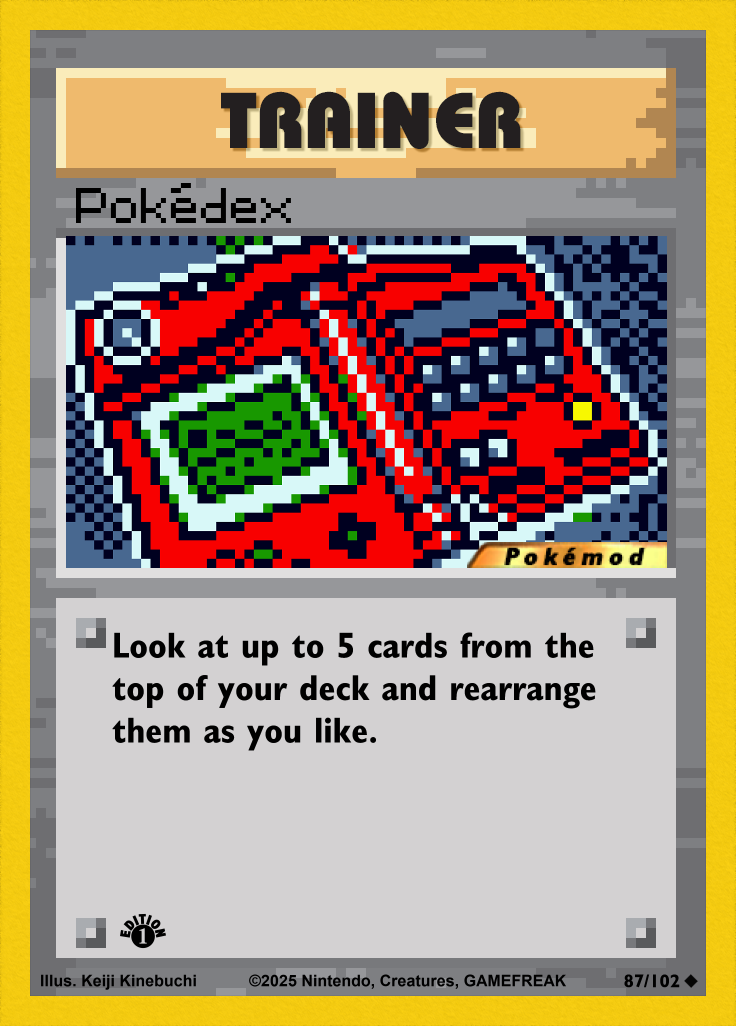 TRAINER
Pokédex
Pokémod
Look at up to 5 cards from the
top of your deck and rearrange
them as you like.
EDITION
1
Illus. Keiji Kinebuchi ©2025 Nintendo, Creatures, GAMEFREAK 87/102 ◆